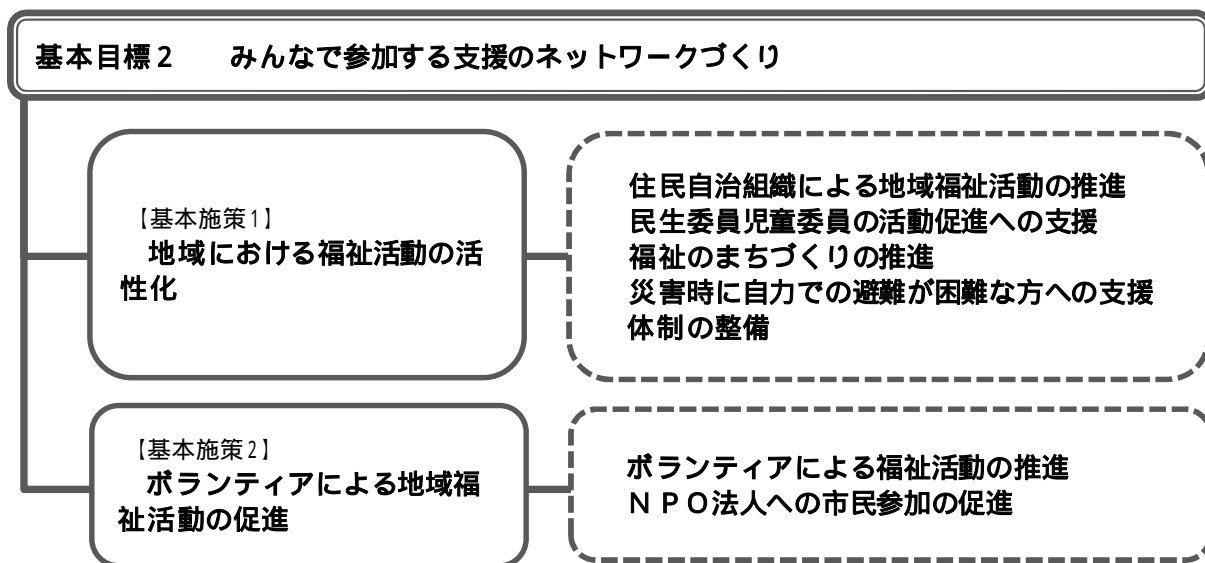 基本目標２　　みんなで参加する支援のネットワークづくり
【基本施策1】
地域における福祉活動の活
性化
住民自治組織による地域福祉活動の推進
民生委員児童委員の活動促進への支援
福祉のまちづくりの推進
災害時に自力での避難が困難な方への支援
体制の整備
【基本施策2】
ボランティアによる地域福
祉活動の促進
ボランティアによる福祉活動の推進
ＮＰＯ法人への市民参加の促進